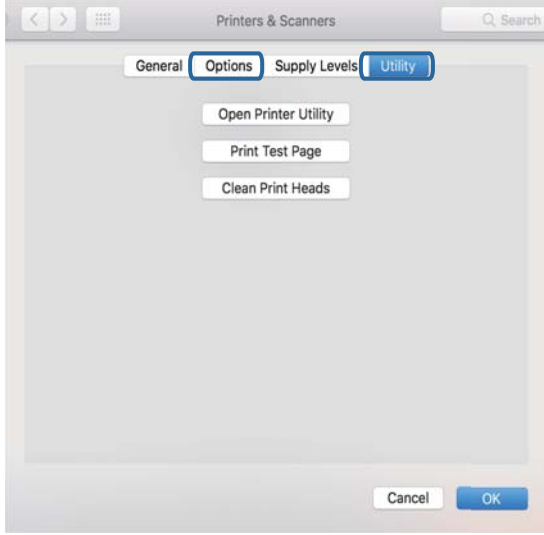 Printers & Scanners Search
General Options Supply Levels Utility
Open Printer Utility
Print Test Page
Clean Print Heads
Cancel OK